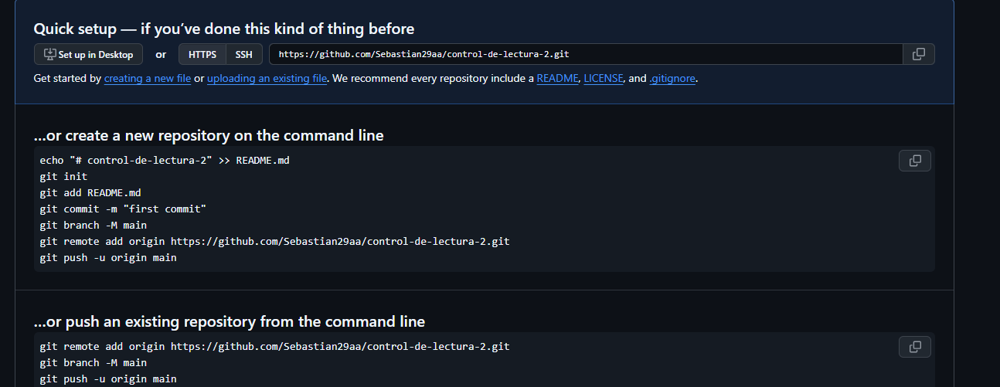 Quick setup — if you’ve done this kind of thing before
Set up in Desktop or HTTPS SSH https://github.com/Sebastian29aa/control-de-lectura-2.git
Get started by creating a new file or uploading an existing file. We recommend every repository include a README, LICENSE, and .gitignore.
…or create a new repository on the command line
echo "# control-de-lectura-2" >> README.md
git init
git add README.md
git commit -m "first commit"
git branch -M main
git remote add origin https://github.com/Sebastian29aa/control-de-lectura-2.git
git push -u origin main
…or push an existing repository from the command line
git remote add origin https://github.com/Sebastian29aa/control-de-lectura-2.git
git branch -M main
git push -u origin main